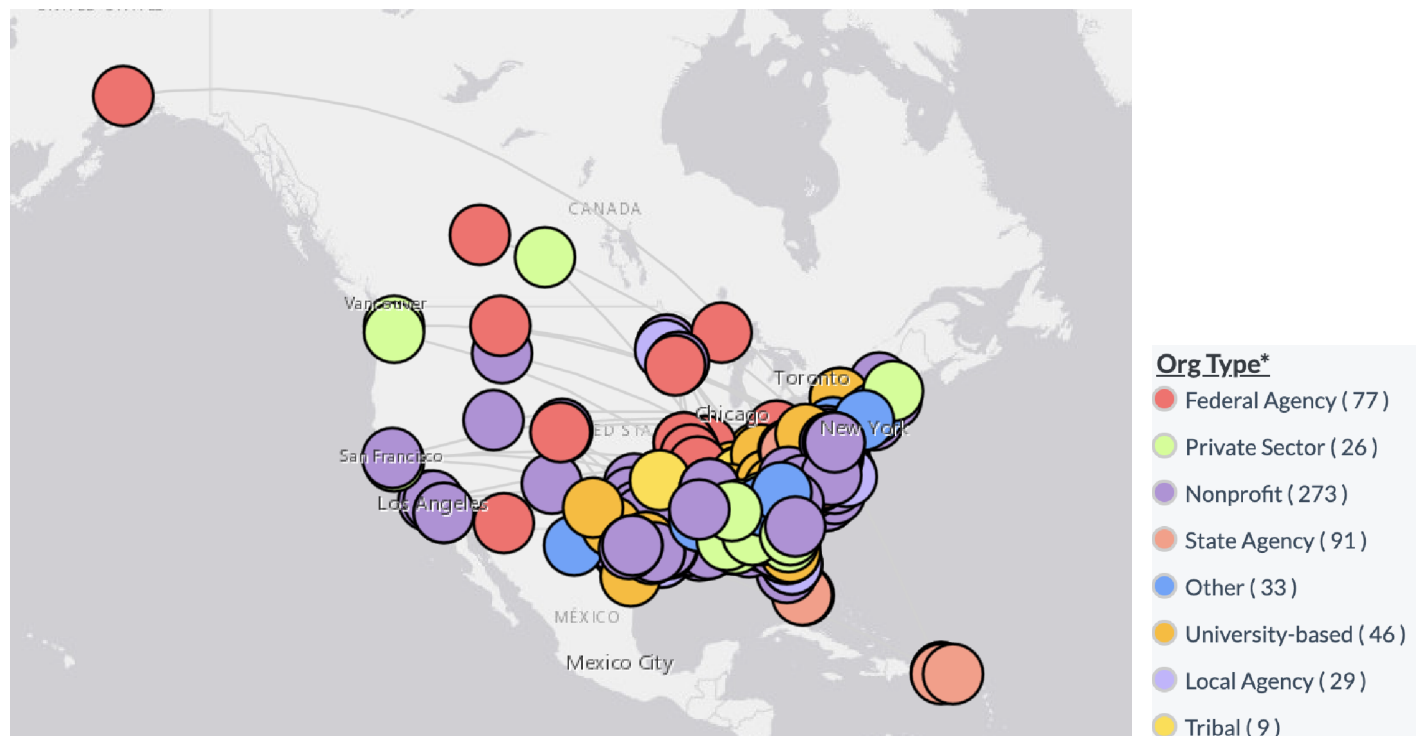 CANADA
Vancouver
Toronto
Chicago
New York
San Francisco
Los Angeles
MÉXICO
Mexico City
Org Type*
Federal Agency ( 77 )
Private Sector ( 26 )
Nonprofit ( 273 )
State Agency ( 91 )
Other ( 33 )
University-based ( 46 )
Local Agency ( 29 )
Tribal ( 9 )